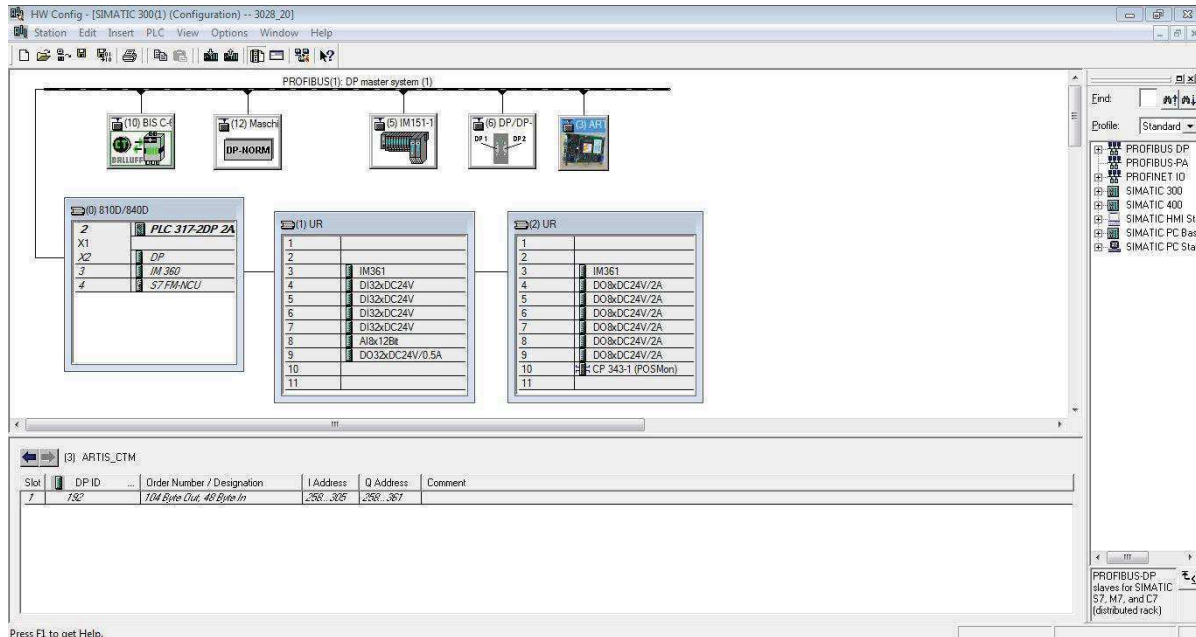 HW Config - [SIMATIC 300(1) (Configuration) -- 3028_20]
Station Edit Insert PLC View Options Window Help
PROFIBUS(1): DP master system (1)
(10) BIS C-6
BALLUFF
(12) Maschi
DP-NORM
(5) IM151-1
(6) DP/DP-
DP 1 DP 2
(3) ART
(0) 810D/840D
2 PLC 317-2DP 2A
X1
X2 DP
3 IM 360
4 S7 FM-NCU
(1) UR
1
2
3 IM361
4 DI32xDC24V
5 DI32xDC24V
6 DI32xDC24V
7 DI32xDC24V
8 AI8x12Bit
9 DO32xDC24V/0.5A
10
11
(2) UR
1
2
3 IM361
4 DO8xDC24V/2A
5 DO8xDC24V/2A
6 DO8xDC24V/2A
7 DO8xDC24V/2A
8 DO8xDC24V/2A
9 DO8xDC24V/2A
10 CP 343-1 (POSMon)
11
(3) ARTIS_CTM
Slot DP ID ... Order Number / Designation I Address Q Address Comment
1 192 104 Byte Out, 48 Byte In 258...305 258...361
Find:
Profile: Standard
PROFIBUS DP
PROFIBUS-PA
PROFINET IO
SIMATIC 300
SIMATIC 400
SIMATIC HMI St
SIMATIC PC Bas
SIMATIC PC Sta
PROFIBUS-DP
slaves for SIMATIC
S7, M7, and C7
(distributed rack)
Press F1 to get Help.